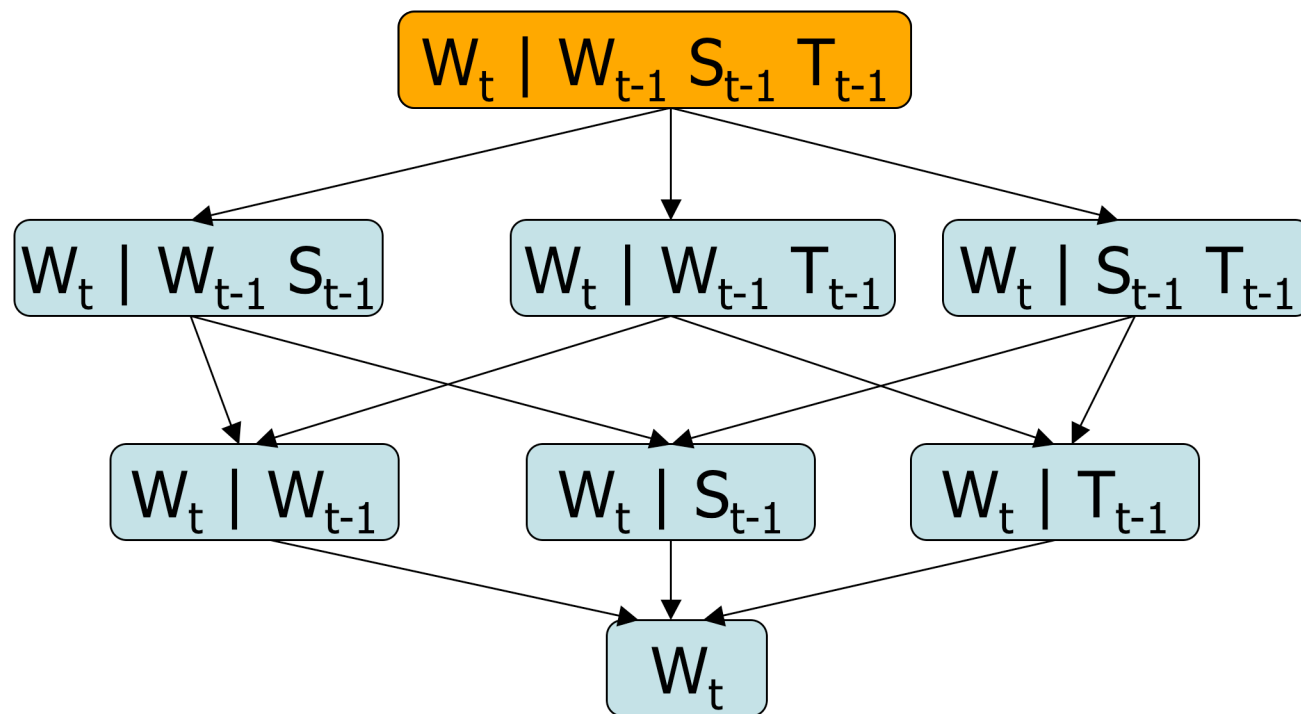 Wt | Wt-1 St-1 Tt-1
Wt | Wt-1 St-1
Wt | Wt-1 Tt-1
Wt | St-1 Tt-1
Wt | Wt-1
Wt | St-1
Wt | Tt-1
Wt